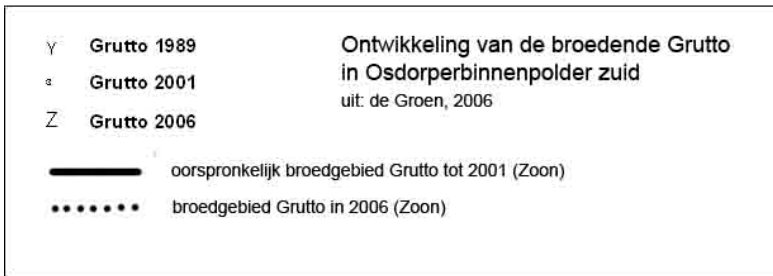 Y Grutto 1989
α Grutto 2001
Z Grutto 2006
Ontwikkeling van de broedende Grutto
in Osdorperbinnenpolder zuid
uit: de Groen, 2006
oorspronkelijk broedgebied Grutto tot 2001 (Zoon)
broedgebied Grutto in 2006 (Zoon)